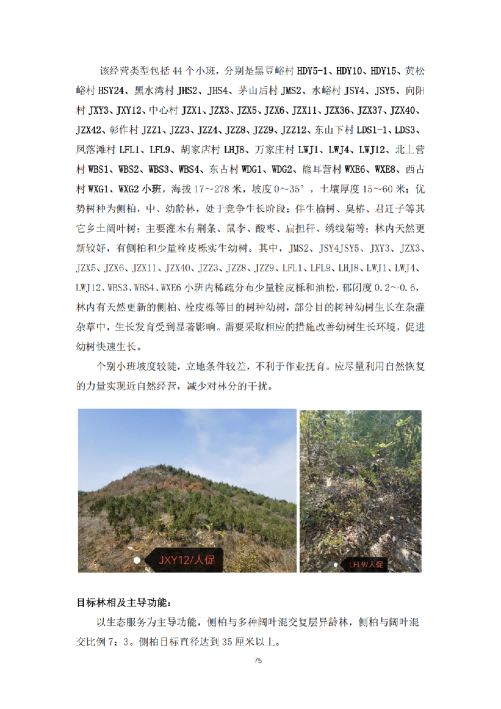 该经营类型包括 44 个小班，分别是黑豆峪村 HDY5-1、HDY10、HDY15、黄松
峪村 HSY24、黑水湾村 JHS2、JHS4、茅山后村 JMS2、水峪村 JSY4、JSY5、向阳
村 JXY3、JXY12、中心村 JZX1、JZX3、JZX5、JZX6、JZX11、JZX36、JZX37、JZX40、
JZX42、彰作村 JZZ1、JZZ3、JZZ4、JZZ8、JZZ9、JZZ12、东山下村 LDS1-1、LDS3、
凤落滩村 LFL1、LFL9、胡家店村 LHJ8、万家庄村 LWJ1、LWJ4、LWJ12、北土营
村 WBS1、WBS2、WBS3、WBS4、东古村 WDG1、WDG2、熊耳营村 WXE6、WXE8、西古
村 WXG1、WXG2 小班，海拔 17～278 米，坡度 0～35°，土壤厚度 15～60 米；优
势树种为侧柏，中、幼龄林，处于竞争生长阶段；伴生榆树、臭椿、君迁子等其
它乡土阔叶树；主要灌木有荆条、鼠李、酸枣、扁担杆、绣线菊等；林内天然更
新较好，有侧柏和少量栓皮栎实生幼树。其中，JMS2、JSY4JSY5、JXY3、JZX3、
JZX5、JZX6、JZX11、JZX40、JZZ3、JZZ8、JZZ9、LFL1、LFL9、LHJ8、LWJ1、LWJ4、
LWJ12、WBS3、WBS4、WXE6 小班内稀疏分布少量栓皮栎和油松，郁闭度 0.2～0.6，
林内有天然更新的侧柏、栓皮栎等目的树种幼树，部分目的树种幼树生长在杂灌
杂草中，生长发育受到显著影响。需要采取相应的措施改善幼树生长环境，促进
幼树快速生长。
个别小班坡度较陡，立地条件较差，不利于作业抚育。应尽量利用自然恢复
的力量实现近自然经营，减少对林分的干扰。
JXY12/人促
LFL9/人促
目标林相及主导功能：
以生态服务为主导功能，侧柏与多种阔叶混交复层异龄林，侧柏与阔叶混
交比例 7：3。侧柏目标直径达到 35 厘米以上。
75